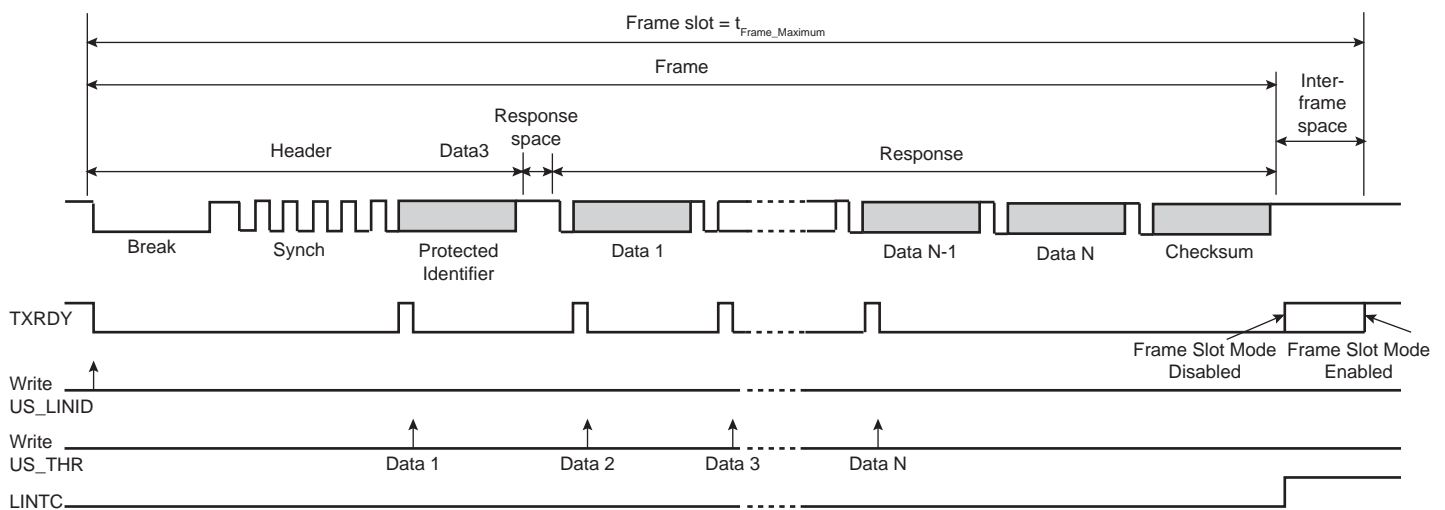 Frame slot = tFrame_Maximum
Frame
Inter-
frame
space
Response
space
Header
Data3
Response
Break
Synch
Protected
Identifier
Data 1
Data N-1
Data N
Checksum
TXRDY
Frame Slot Mode
Disabled
Frame Slot Mode
Enabled
Write
US_LINID
Write
US_THR
Data 1
Data 2
Data 3
Data N
LINTC